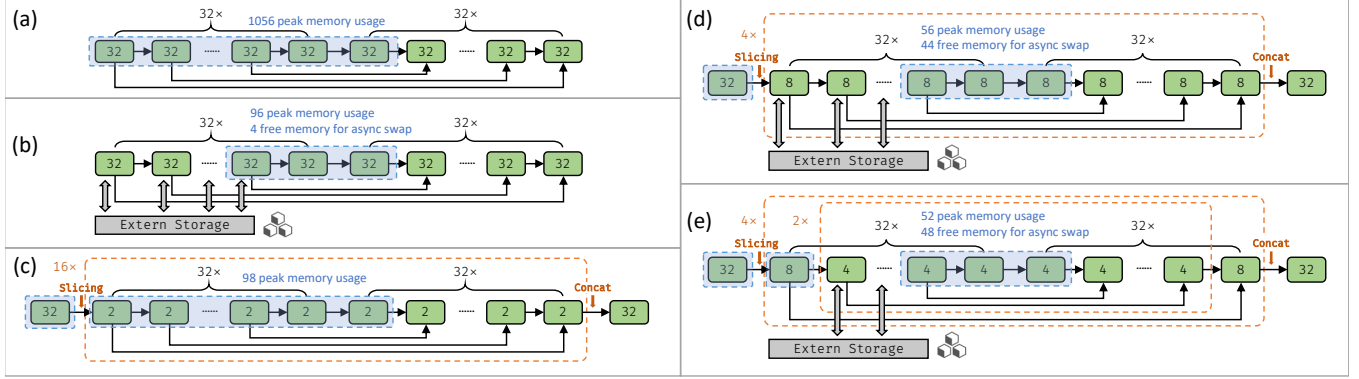 (a)
32×
1056 peak memory usage
32×
32 32 ...... 32 32 32 32 ...... 32 32
(b)
32×
96 peak memory usage
4 free memory for async swap
32×
32 32 ...... 32 32 32 32 ...... 32 32
Extern Storage
(c)
16×
Slicing
32×
98 peak memory usage
32×
Concat
32 2 2 ...... 2 2 2 2 ...... 2 2 32
(d)
4×
Slicing
32×
56 peak memory usage
44 free memory for async swap
32×
Concat
32 8 8 ...... 8 8 8 8 ...... 8 8 32
Extern Storage
(e)
4×
Slicing
2×
32×
52 peak memory usage
48 free memory for async swap
32×
Concat
32 8 4 ...... 4 4 4 4 ...... 4 8 32
Extern Storage